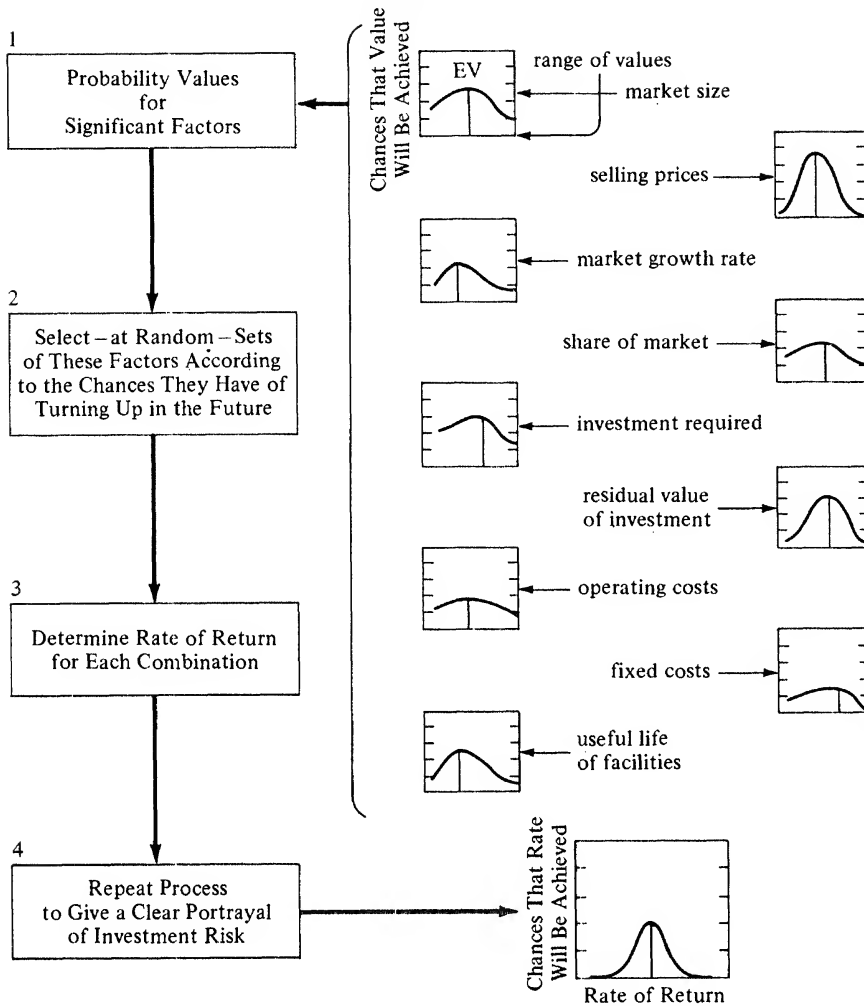 1
Probability Values
for
Significant Factors
2
Select – at Random – Sets
of These Factors According
to the Chances They Have of
Turning Up in the Future
3
Determine Rate of Return
for Each Combination
4
Repeat Process
to Give a Clear Portrayal
of Investment Risk
Chances That Value
Will Be Achieved
EV
range of values
market size
selling prices
market growth rate
share of market
investment required
residual value
of investment
operating costs
fixed costs
useful life
of facilities
Chances That Rate
Will Be Achieved
Rate of Return